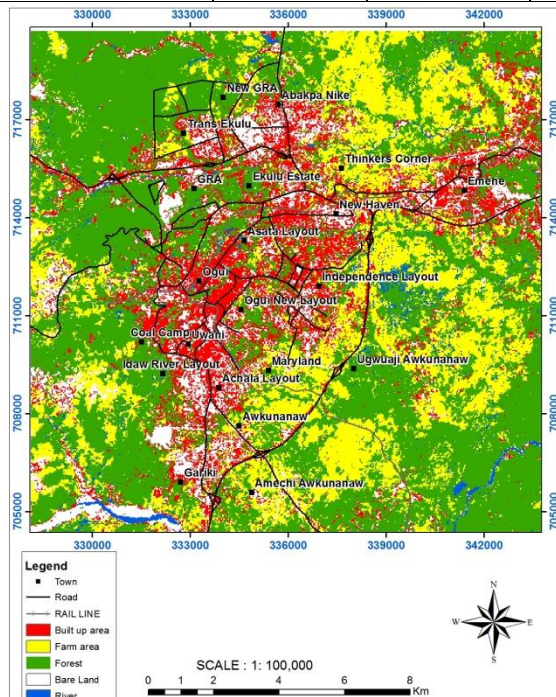 330000 333000 336000 339000 342000
717000 717000
714000 714000
711000 711000
708000 708000
705000 705000
New GRA
Abakpa Nike
Trans Ekulu
Thinkers Corner
GRA
Ekulu Estate
Emene
New Haven
Asata Layout
Ogui
Independence Layout
Ogui New Layout
Coal Camp
Uwani
Idaw River Layout
Maryland
Ugwuaji Awkunanaw
Achala Layout
Awkunanaw
Gariki
Amechi Awkunanaw
330000 333000 336000 339000 342000
Legend
Town
Road
RAIL LINE
Built up area
Farm area
Forest
Bare Land
River
N
W E
S
SCALE : 1: 100,000
0 1 2 4 6 8
Km